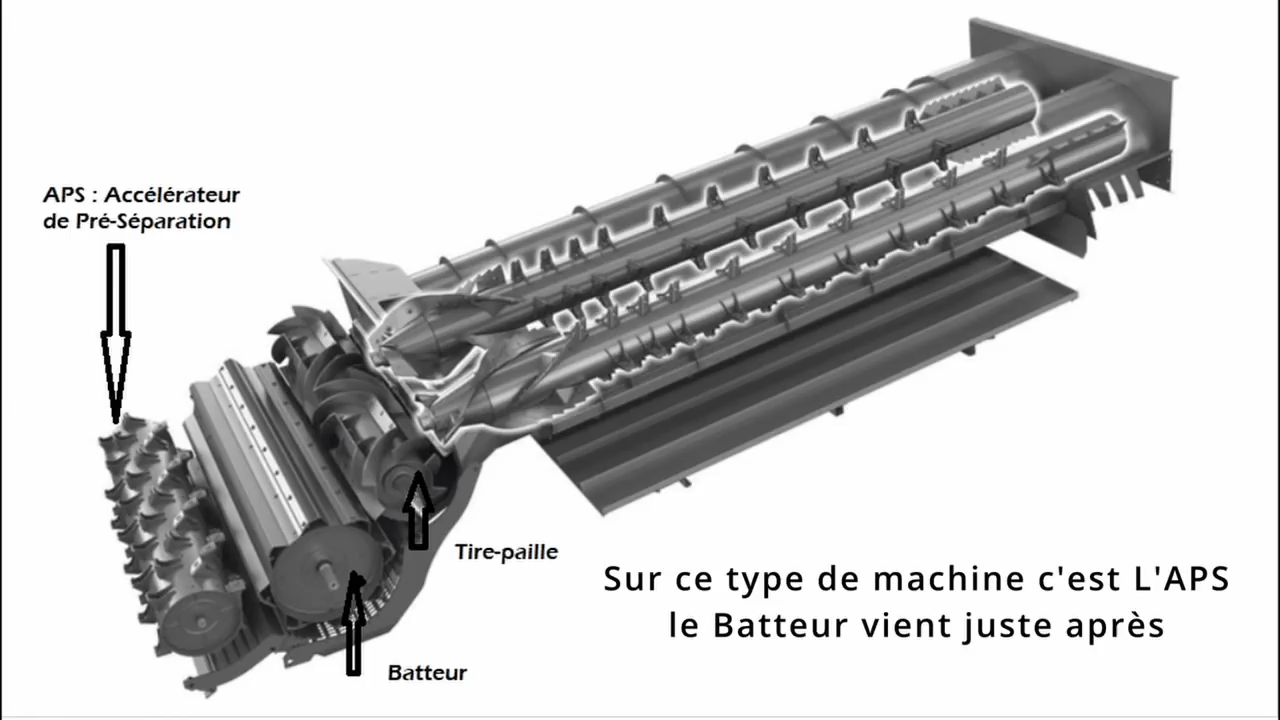 APS : Accélérateur
de Pré-Séparation
Tire-paille
Batteur
Sur ce type de machine c'est L'APS
le Batteur vient juste après